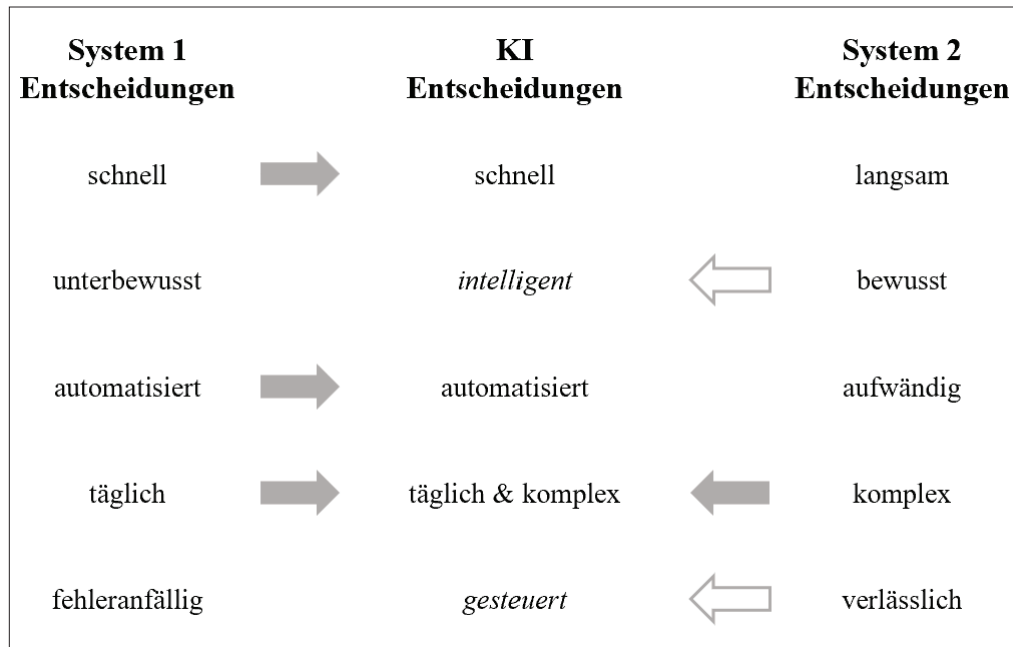 System 1 Entscheidungen
KI Entscheidungen
System 2 Entscheidungen
schnell schnell langsam
unterbewusst intelligent bewusst
automatisiert automatisiert aufwändig
täglich täglich & komplex komplex
fehleranfällig gesteuert verlässlich